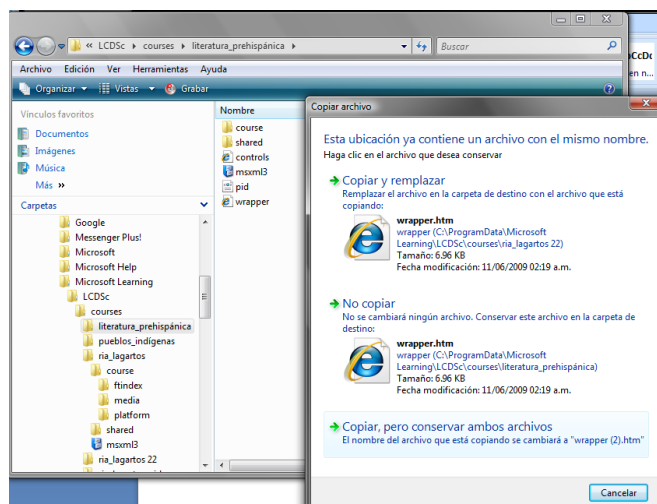 « LCDSc ▸ courses ▸ literatura_prehispánica ▸
Buscar
Archivo Edición Ver Herramientas Ayuda
Organizar Vistas Grabar
Vínculos favoritos
Documentos
Imágenes
Música
Más »
Carpetas
Google
Messenger Plus!
Microsoft
Microsoft Help
Microsoft Learning
LCDSc
courses
literatura_prehispánica
pueblos_indígenas
ria_lagartos
course
ftindex
media
platform
shared
msxml3
ria_lagartos 22
Nombre
course
shared
controls
msxml3
pid
wrapper
Copiar archivo
Esta ubicación ya contiene un archivo con el mismo nombre.
Haga clic en el archivo que desea conservar
Copiar y remplazar
Remplazar el archivo en la carpeta de destino con el archivo que está
copiando:
wrapper.htm
wrapper (C:\ProgramData\Microsoft
Learning\LCDSc\courses\ria_lagartos 22)
Tamaño: 6.96 KB
Fecha modificación: 11/06/2009 02:19 a.m.
No copiar
No se cambiará ningún archivo. Conservar este archivo en la carpeta de
destino:
wrapper.htm
wrapper (C:\ProgramData\Microsoft
Learning\LCDSc\courses\literatura_prehispánica)
Tamaño: 6.96 KB
Fecha modificación: 11/06/2009 02:19 a.m.
Copiar, pero conservar ambos archivos
El nombre del archivo que está copiando se cambiará a "wrapper (2).htm"
Cancelar